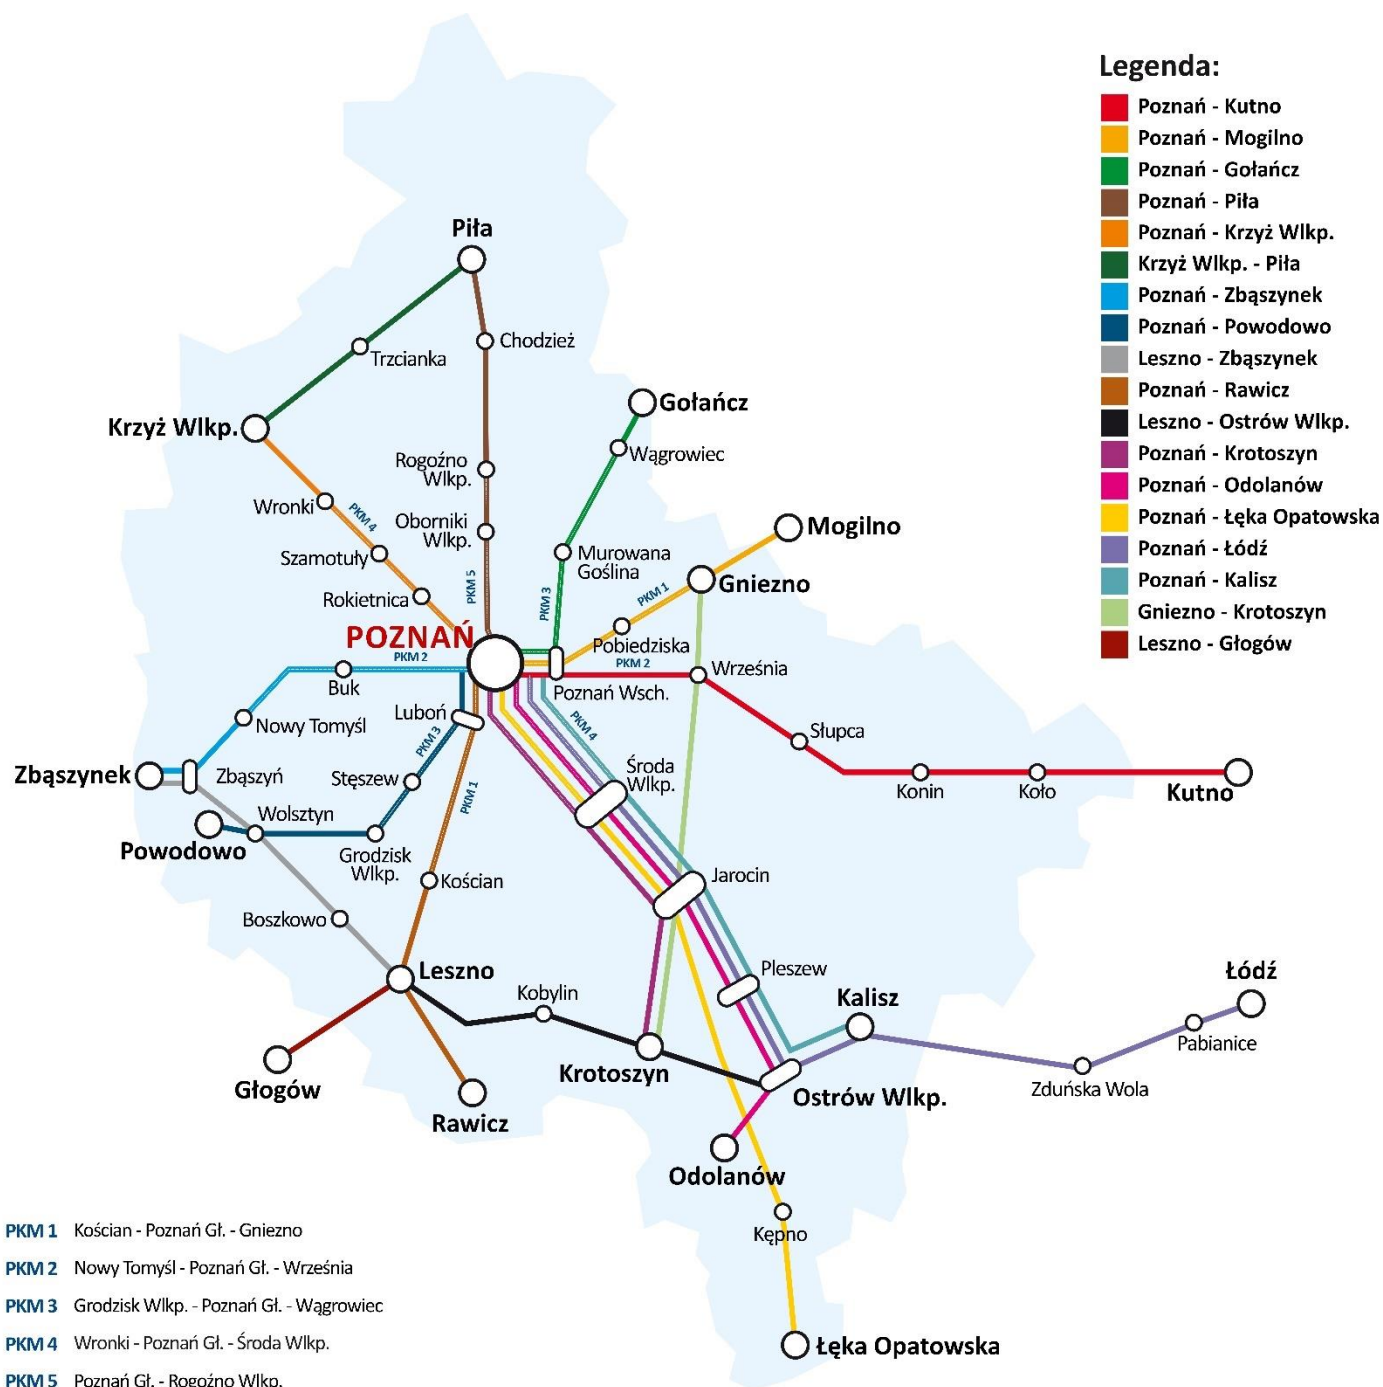 Legenda:
Poznań - Kutno
Poznań - Mogilno
Poznań - Gołańcz
Poznań - Piła
Poznań - Krzyż Wlkp.
Krzyż Wlkp. - Piła
Poznań - Zbąszynek
Poznań - Powodowo
Leszno - Zbąszynek
Poznań - Rawicz
Leszno - Ostrów Wlkp.
Poznań - Krotoszyn
Poznań - Odolanów
Poznań - Łęka Opatowska
Poznań - Łódź
Poznań - Kalisz
Gniezno - Krotoszyn
Leszno - Głogów
Piła
Chodzież
Trzcianka
Krzyż Wlkp.
Gołańcz
Wągrowiec
Rogoźno
Wlkp.
Wronki
PKM 4
Oborniki
Wlkp.
Mogilno
Szamotuły
Murowana
Goślina
PKM 5
PKM 3
PKM 1
Gniezno
Rokietnica
POZNAŃ
Pobiedziska
PKM 2
PKM 2
Września
Buk
Poznań Wsch.
Luboń
Nowy Tomyśl
PKM 3
PKM 4
Słupca
Środa
Wlkp.
Zbąszynek
Zbąszyń
Stęszew
PKM 1
Konin
Koło
Kutno
Wolsztyn
Powodowo
Grodzisk
Wlkp.
Kościan
Jarocin
Boszkowo
Leszno
Pleszew
Łódź
Kobylin
Kalisz
Pabianice
Krotoszyn
Głogów
Zduńska Wola
Ostrów Wlkp.
Rawicz
Odolanów
Kępno
Łęka Opatowska
PKM 1 Kościan - Poznań Gł. - Gniezno
PKM 2 Nowy Tomyśl - Poznań Gł. - Września
PKM 3 Grodzisk Wlkp. - Poznań Gł. - Wągrowiec
PKM 4 Wronki - Poznań Gł. - Środa Wlkp.
PKM 5 Poznań Gł. - Rogoźno Wlkp.